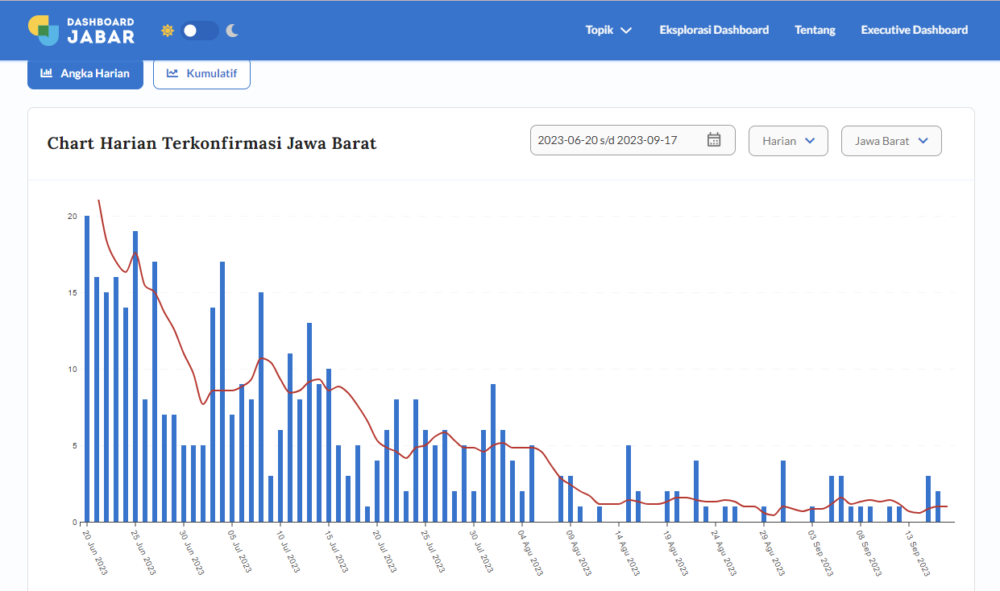 DASHBOARD
JABAR
Topik
Eksplorasi Dashboard
Tentang
Executive Dashboard
Angka Harian
Kumulatif
Chart Harian Terkonfirmasi Jawa Barat
2023-06-20 s/d 2023-09-17
Harian
Jawa Barat
20
15
10
5
0
20 Jun 2023
25 Jun 2023
30 Jun 2023
05 Jul 2023
10 Jul 2023
15 Jul 2023
20 Jul 2023
25 Jul 2023
30 Jul 2023
04 Agu 2023
09 Agu 2023
14 Agu 2023
19 Agu 2023
24 Agu 2023
29 Agu 2023
03 Sep 2023
08 Sep 2023
13 Sep 2023